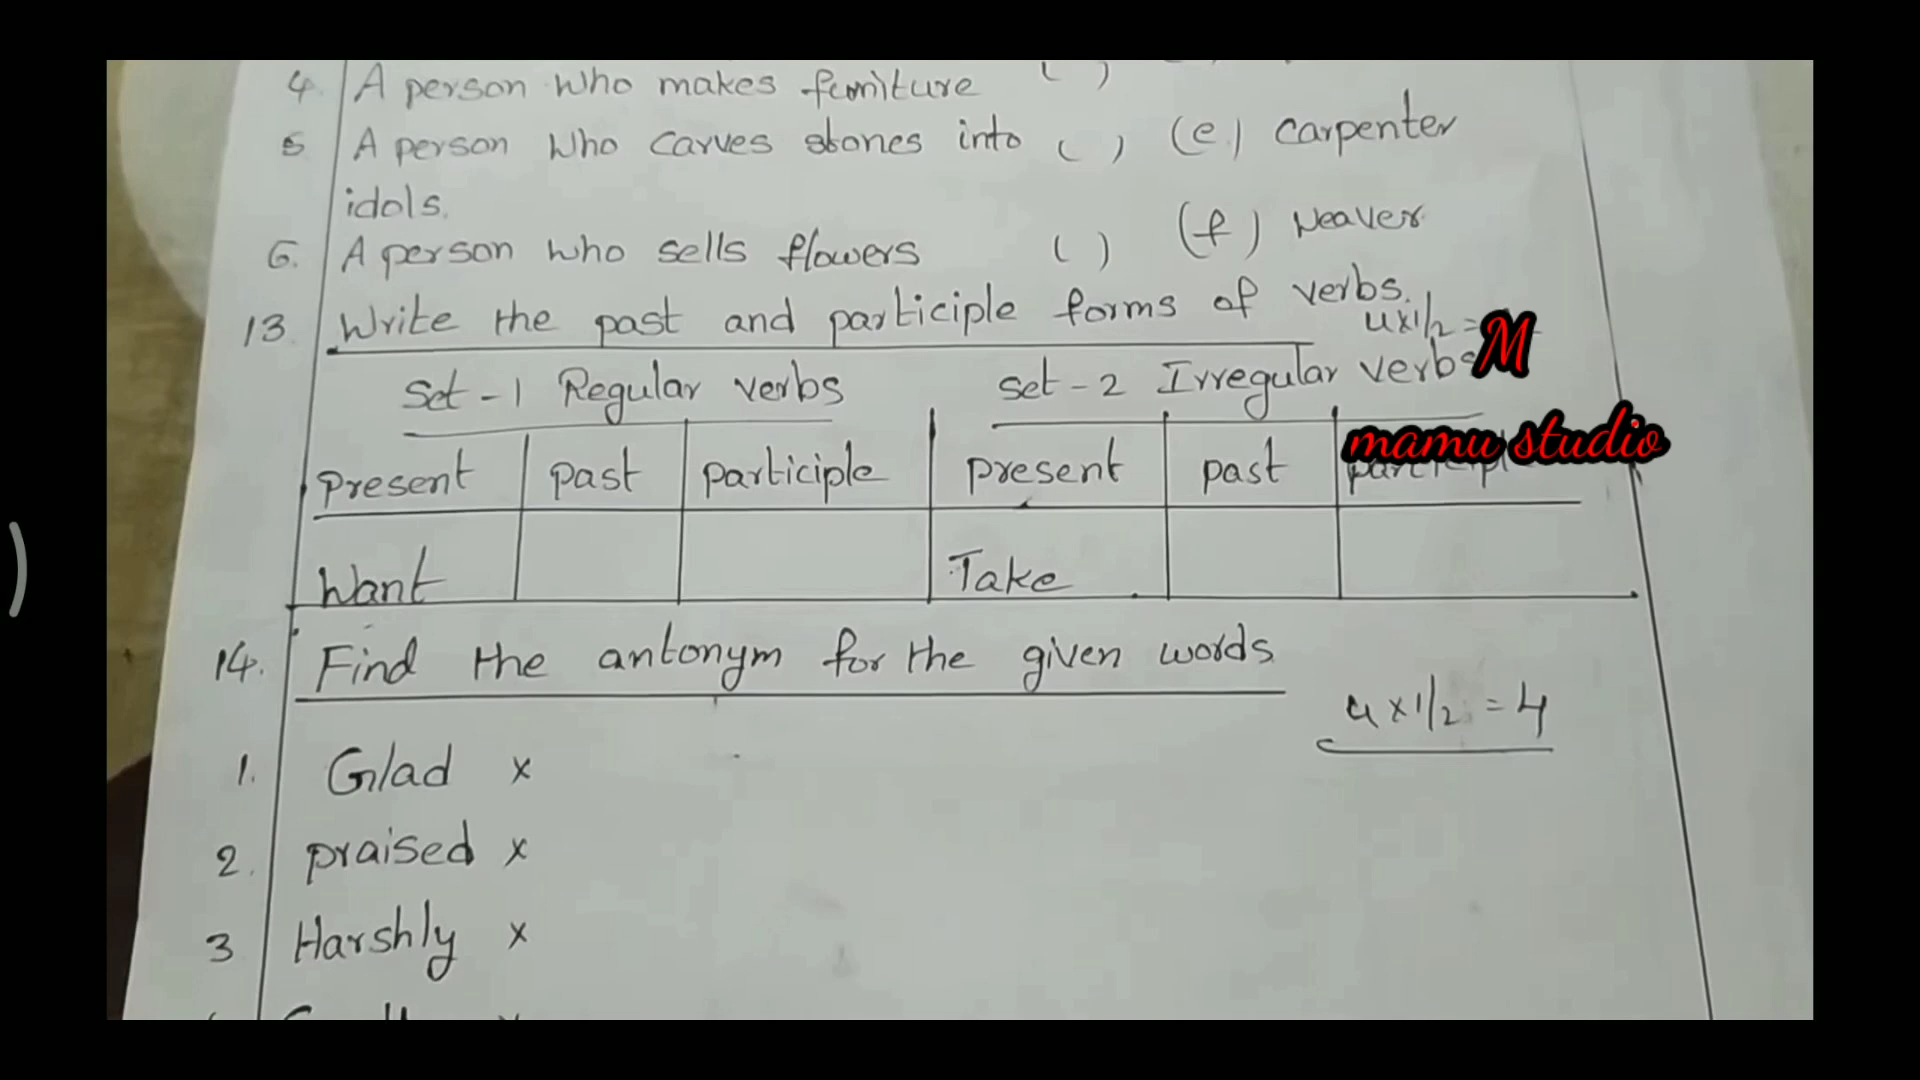 4. A person who makes furniture ( )
5 A person who carves stones into ( ) (e) carpenter
idols.
6. A person who sells flowers ( ) (f) Weaver
13. Write the past and participle forms of verbs.
4x1/2 =
M
Set-1 Regular verbs set-2 Irregular verbs
mamu studio
present past participle present past
Want Take
14. Find the antonym for the given words
4x1/2 = 4
1. Glad x
2. praised x
3 Harshly x